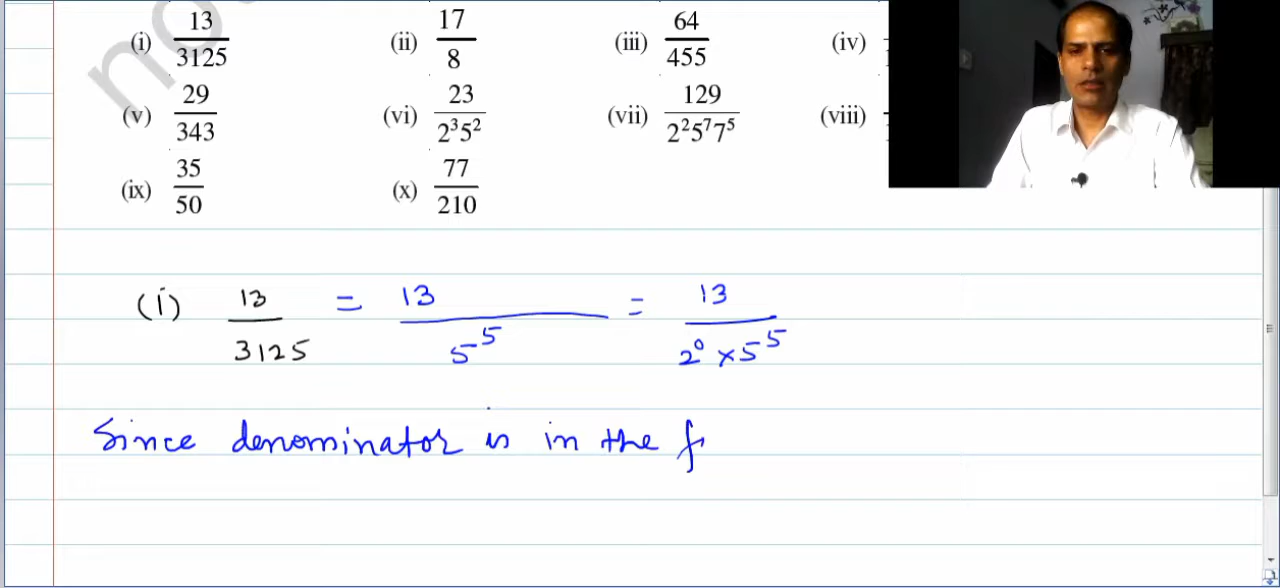 no
(i) 13/3125 (ii) 17/8 (iii) 64/455 (iv)
(v) 29/343 (vi) 23/2³5² (vii) 129/2²5⁷7⁵ (viii)
(ix) 35/50 (x) 77/210
(i) 13/3125 = 13/5⁵ = 13/2⁰ × 5⁵
Since denominator is in the f